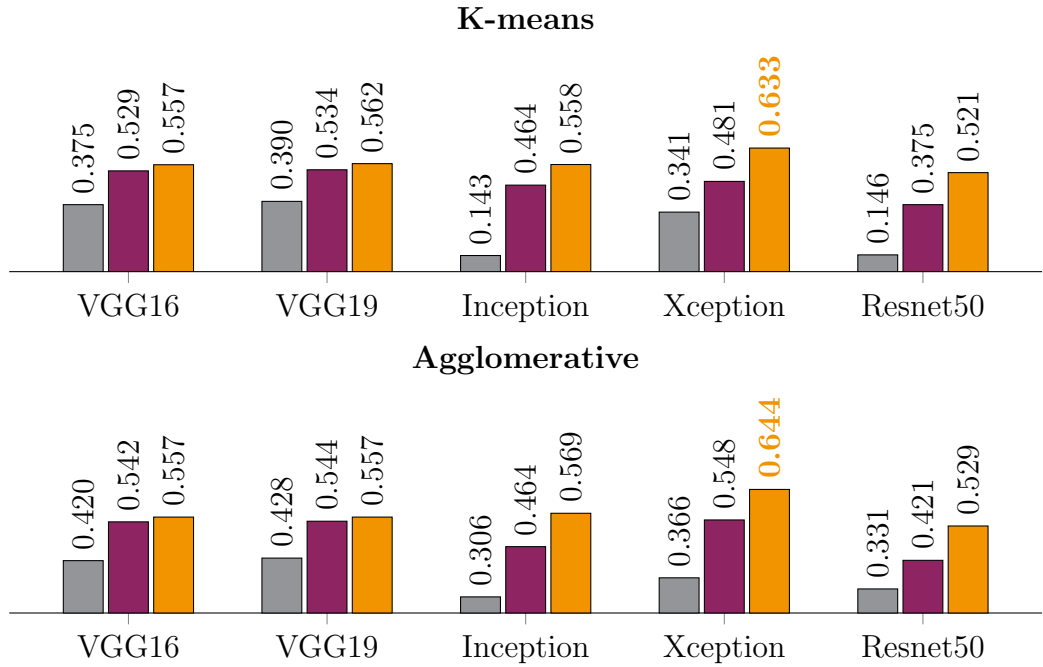 K-means
0.375 0.529 0.557 0.390 0.534 0.562 0.143 0.464 0.558 0.341 0.481 0.633 0.146 0.375 0.521
VGG16 VGG19 Inception Xception Resnet50
Agglomerative
0.420 0.542 0.557 0.428 0.544 0.557 0.306 0.464 0.569 0.366 0.548 0.644 0.331 0.421 0.529
VGG16 VGG19 Inception Xception Resnet50